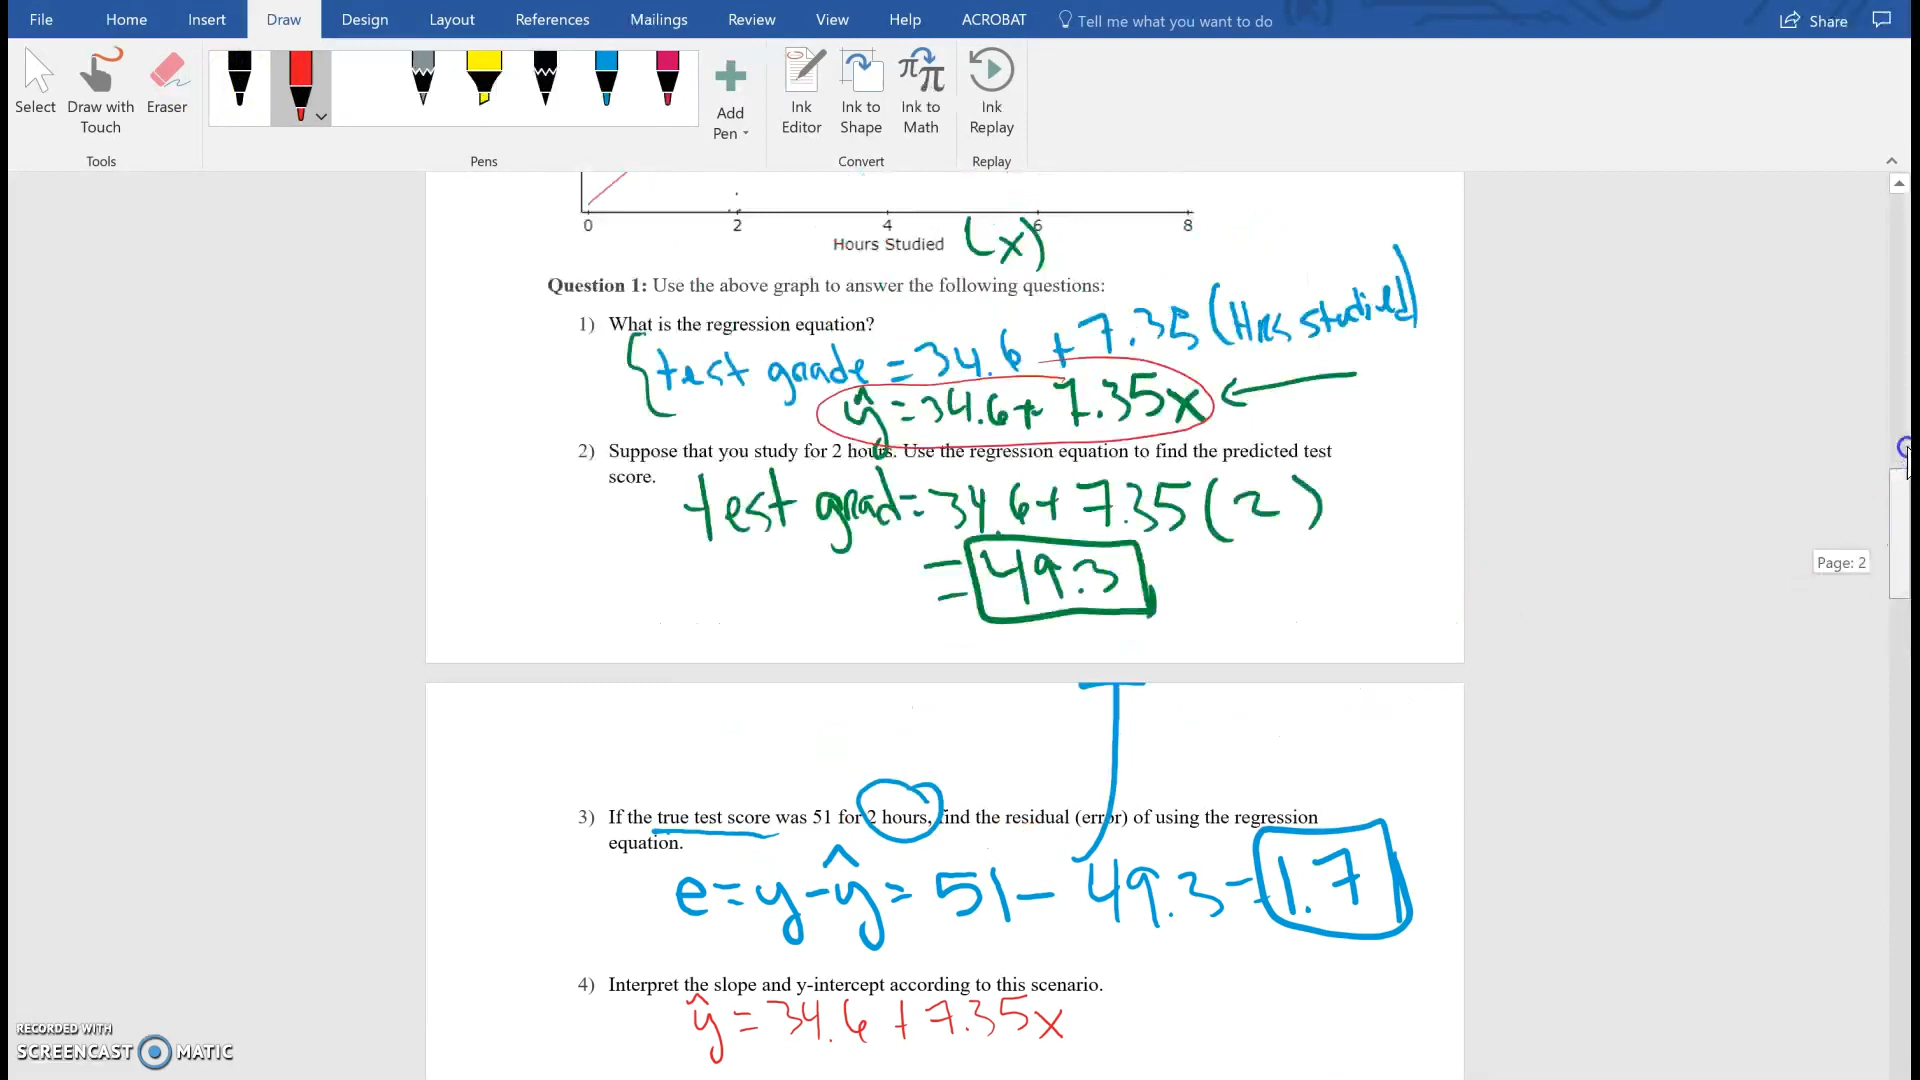 File Home Insert Draw Design Layout References Mailings Review View Help ACROBAT Tell me what you want to do Share
Select Draw with Touch Eraser Add Pen Ink Editor Ink to Shape Ink to Math Ink Replay
Tools Pens Convert Replay
0 2 4 6 8
Hours Studied (x)
Question 1: Use the above graph to answer the following questions:
1) What is the regression equation?
test grade = 34.6 + 7.35 (Hrs studied)
ŷ = 34.6 + 7.35x
2) Suppose that you study for 2 hours. Use the regression equation to find the predicted test
score.
test grad = 34.6 + 7.35 (2)
= 49.3
Page: 2
3) If the true test score was 51 for 2 hours, find the residual (error) of using the regression
equation.
e = y - ŷ = 51 - 49.3 = 1.7
4) Interpret the slope and y-intercept according to this scenario.
ŷ = 34.6 + 7.35x
RECORDED WITH
SCREENCAST MATIC